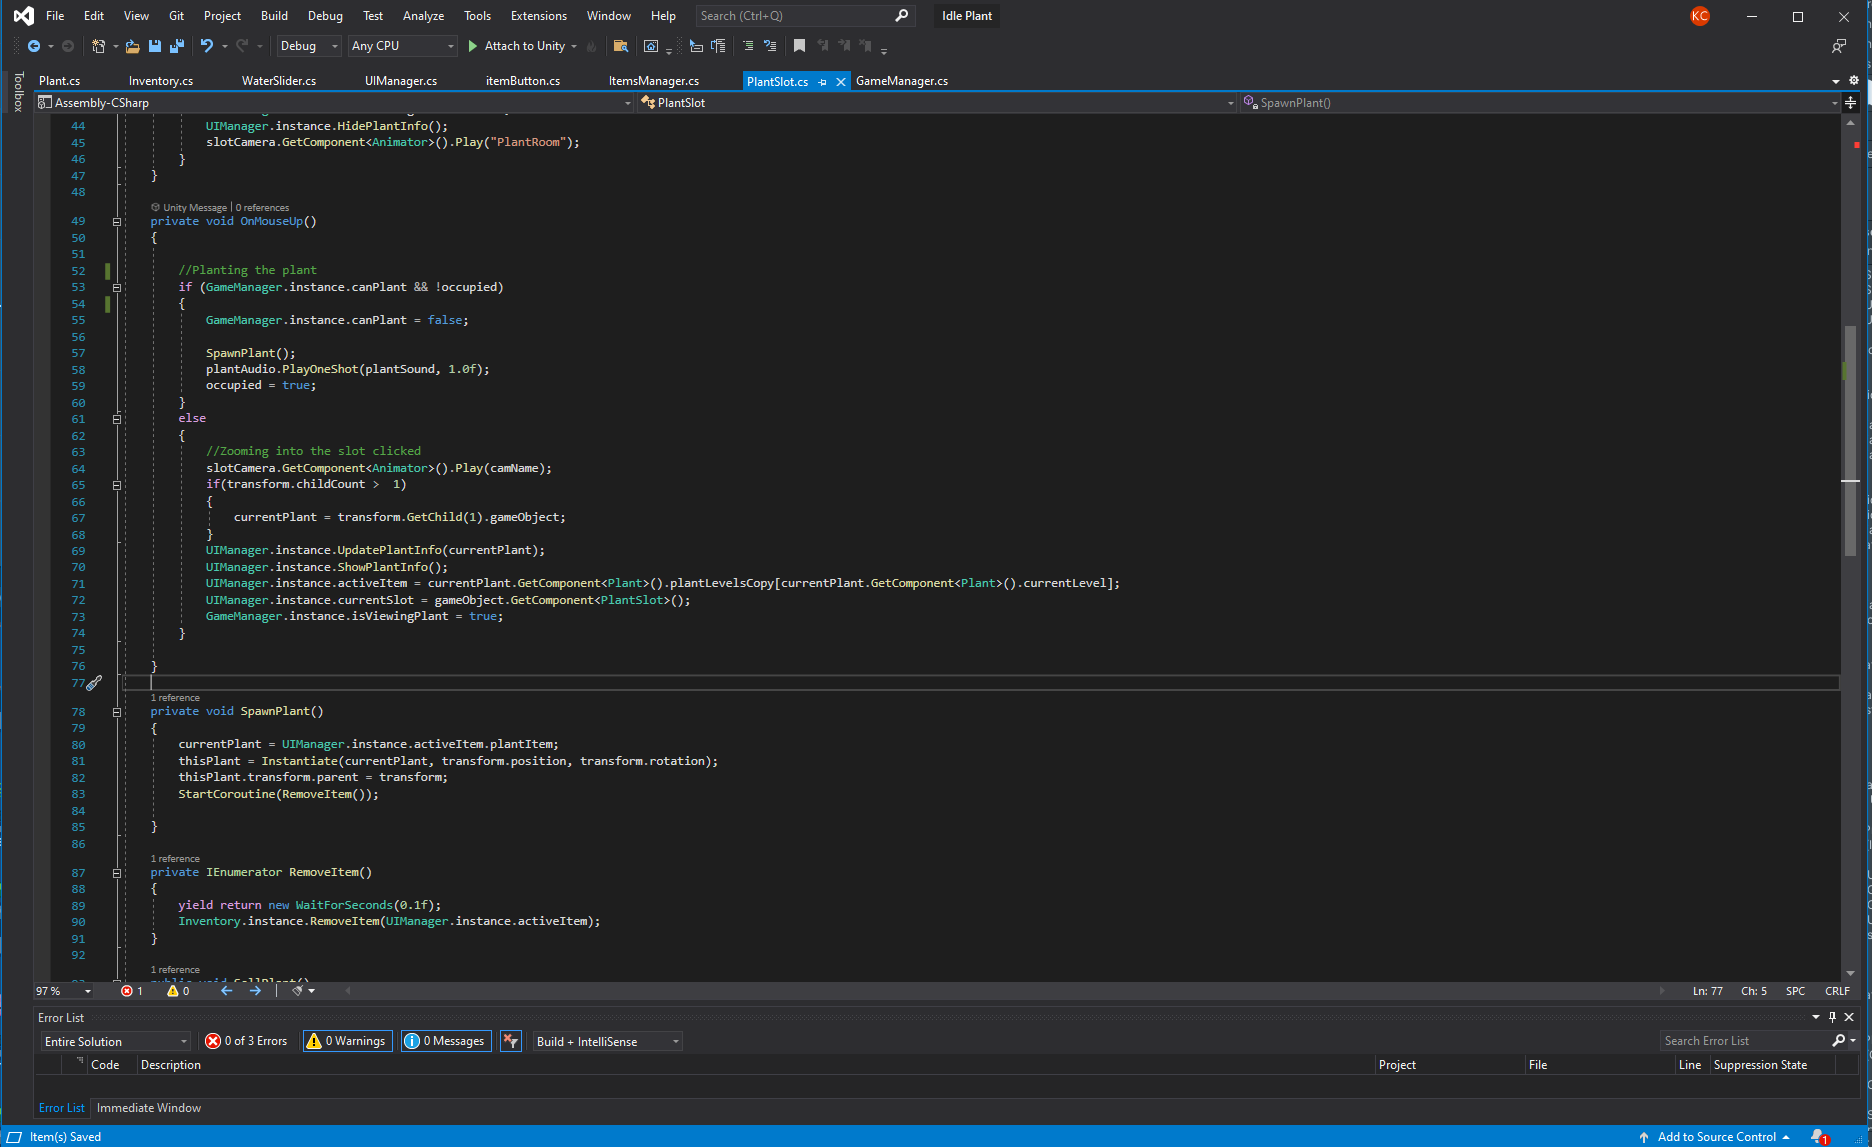 File Edit View Git Project Build Debug Test Analyze Tools Extensions Window Help Search (Ctrl+Q) Idle Plant KC
Debug Any CPU Attach to Unity
Toolbox
Plant.cs Inventory.cs WaterSlider.cs UIManager.cs itemButton.cs ItemsManager.cs PlantSlot.cs GameManager.cs
Assembly-CSharp PlantSlot SpawnPlant()
44 UIManager.instance.HidePlantInfo();
45 slotCamera.GetComponent<Animator>().Play("PlantRoom");
46 }
47 }
48
Unity Message | 0 references
49 private void OnMouseUp()
50 {
51
52 //Planting the plant
53 if (GameManager.instance.canPlant && !occupied)
54 {
55 GameManager.instance.canPlant = false;
56
57 SpawnPlant();
58 plantAudio.PlayOneShot(plantSound, 1.0f);
59 occupied = true;
60 }
61 else
62 {
63 //Zooming into the slot clicked
64 slotCamera.GetComponent<Animator>().Play(camName);
65 if(transform.childCount >  1)
66 {
67 currentPlant = transform.GetChild(1).gameObject;
68 }
69 UIManager.instance.UpdatePlantInfo(currentPlant);
70 UIManager.instance.ShowPlantInfo();
71 UIManager.instance.activeItem = currentPlant.GetComponent<Plant>().plantLevelsCopy[currentPlant.GetComponent<Plant>().currentLevel];
72 UIManager.instance.currentSlot = gameObject.GetComponent<PlantSlot>();
73 GameManager.instance.isViewingPlant = true;
74 }
75
76 }
77
1 reference
78 private void SpawnPlant()
79 {
80 currentPlant = UIManager.instance.activeItem.plantItem;
81 thisPlant = Instantiate(currentPlant, transform.position, transform.rotation);
82 thisPlant.transform.parent = transform;
83 StartCoroutine(RemoveItem());
84
85 }
86
1 reference
87 private IEnumerator RemoveItem()
88 {
89 yield return new WaitForSeconds(0.1f);
90 Inventory.instance.RemoveItem(UIManager.instance.activeItem);
91 }
92
1 reference
97 % 1 0 Ln: 77 Ch: 5 SPC CRLF
Error List
Entire Solution 0 of 3 Errors 0 Warnings 0 Messages Build + IntelliSense Search Error List
Code Description Project File Line Suppression State
Error List Immediate Window
Item(s) Saved Add to Source Control 1